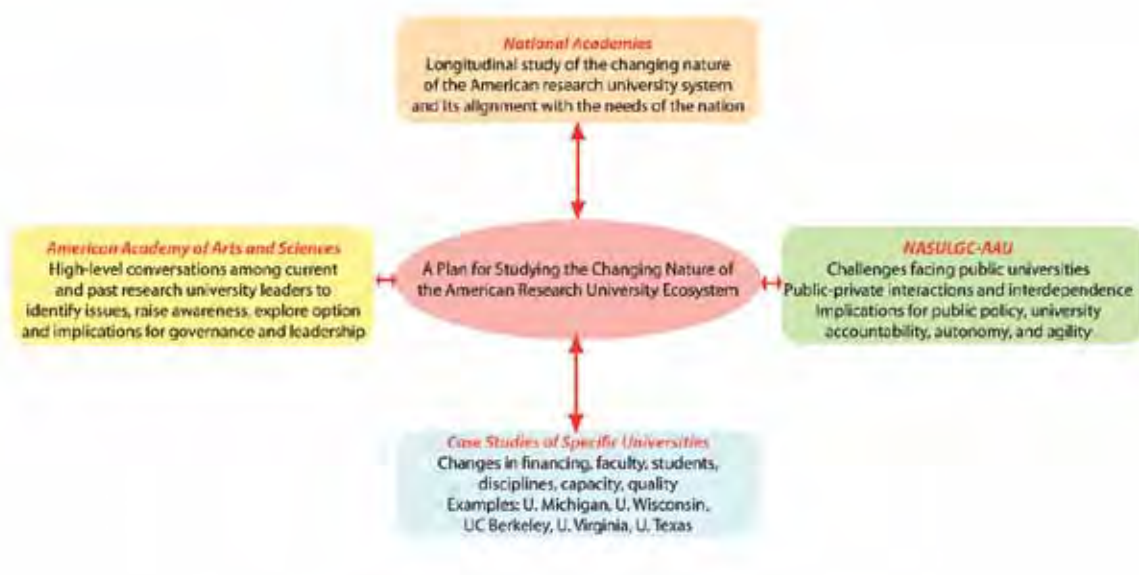 National Academies
Longitudinal study of the changing nature
of the American research university system
and its alignment with the needs of the nation
American Academy of Arts and Sciences
High-level conversations among current
and past research university leaders to
identify issues, raise awareness, explore option
and implications for governance and leadership
A Plan for Studying the Changing Nature of
the American Research University Ecosystem
NASULGC-AAU
Challenges facing public universities
Public-private interactions and interdependence
Implications for public policy, university
accountability, autonomy, and agility
Case Studies of Specific Universities
Changes in financing, faculty, students,
disciplines, capacity, quality
Examples: U. Michigan, U. Wisconsin,
UC Berkeley, U. Virginia, U. Texas